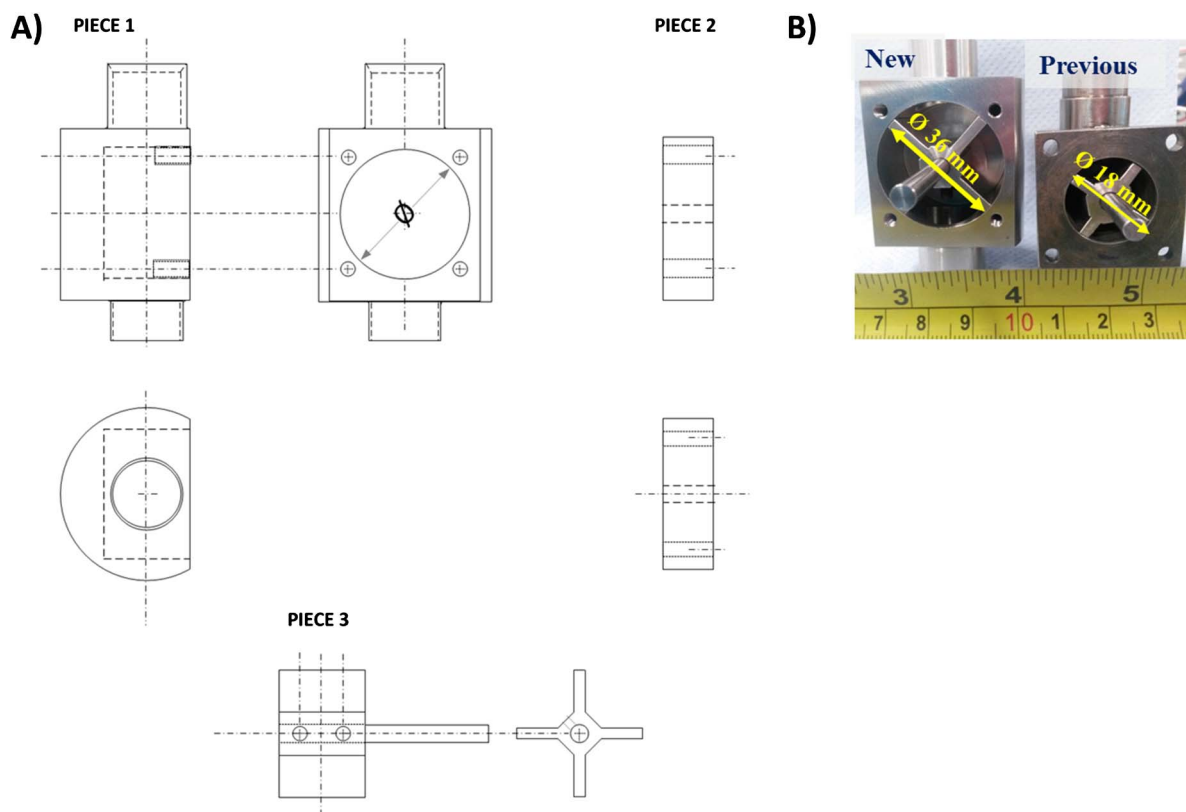 A) PIECE 1 PIECE 2 B)
New Previous
Ø 36 mm
Ø 18 mm
Ø
3 4 5
7 8 9 10 1 2 3
PIECE 3